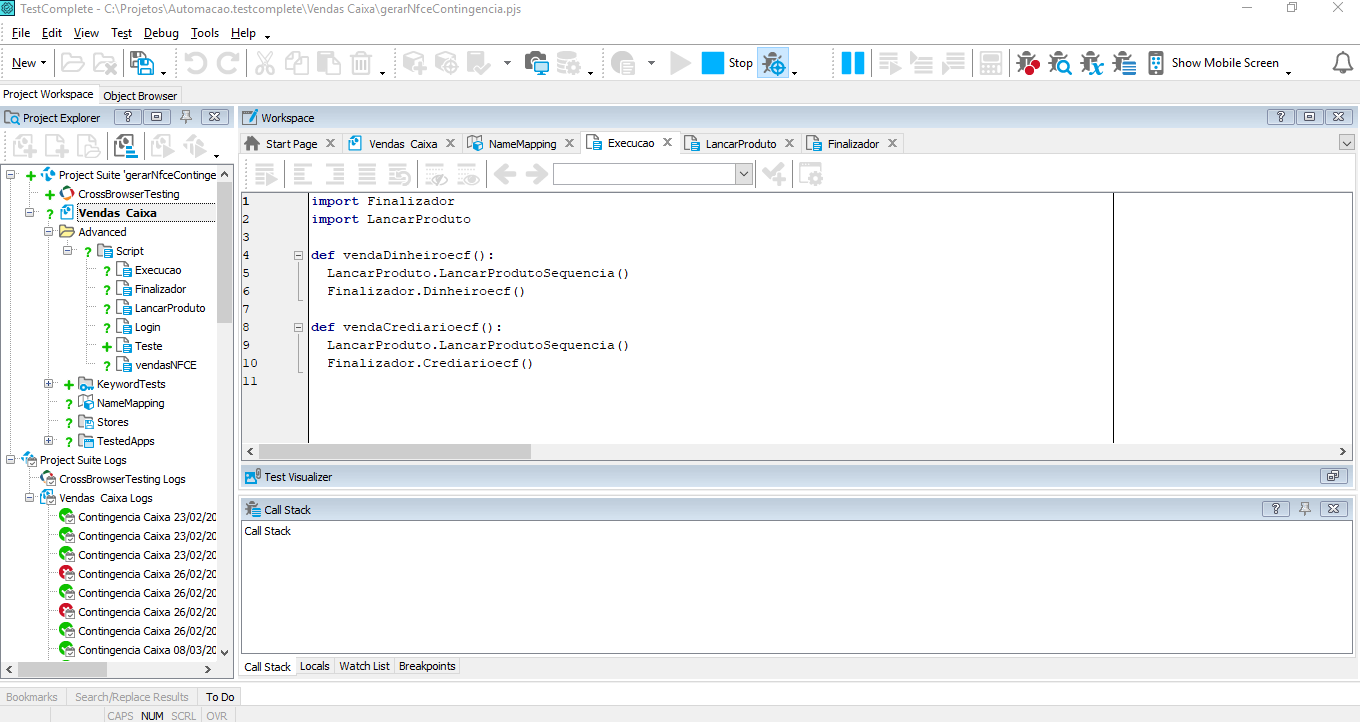 TestComplete - C:\Projetos\Automacao.testcomplete\Vendas Caixa\gerarNfceContingencia.pjs
File Edit View Test Debug Tools Help
New Stop Show Mobile Screen
Project Workspace Object Browser
Project Explorer
Project Suite 'gerarNfceContinge
CrossBrowserTesting
Vendas Caixa
Advanced
Script
Execucao
Finalizador
LancarProduto
Login
Teste
vendasNFCE
KeywordTests
NameMapping
Stores
TestedApps
Project Suite Logs
CrossBrowserTesting Logs
Vendas Caixa Logs
Contingencia Caixa 23/02/20
Contingencia Caixa 23/02/20
Contingencia Caixa 23/02/20
Contingencia Caixa 26/02/20
Contingencia Caixa 26/02/20
Contingencia Caixa 26/02/20
Contingencia Caixa 26/02/20
Contingencia Caixa 08/03/20
Workspace
Start Page Vendas Caixa NameMapping Execucao LancarProduto Finalizador
1 import Finalizador
2 import LancarProduto
3
4 def vendaDinheiroecf():
5 LancarProduto.LancarProdutoSequencia()
6 Finalizador.Dinheiroecf()
7
8 def vendaCrediarioecf():
9 LancarProduto.LancarProdutoSequencia()
10 Finalizador.Crediarioecf()
11
Test Visualizer
Call Stack
Call Stack
Call Stack Locals Watch List Breakpoints
Bookmarks Search/Replace Results To Do
CAPS NUM SCRL OVR